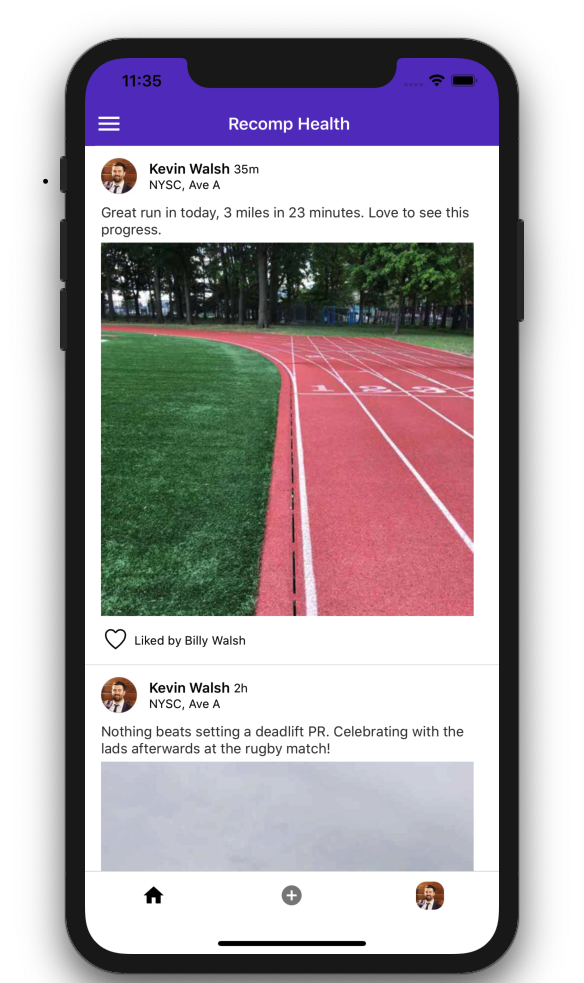 11:35
Recomp Health
Kevin Walsh 35m
NYSC, Ave A
Great run in today, 3 miles in 23 minutes. Love to see this
progress.
1 2 3
Liked by Billy Walsh
Kevin Walsh 2h
NYSC, Ave A
Nothing beats setting a deadlift PR. Celebrating with the
lads afterwards at the rugby match!